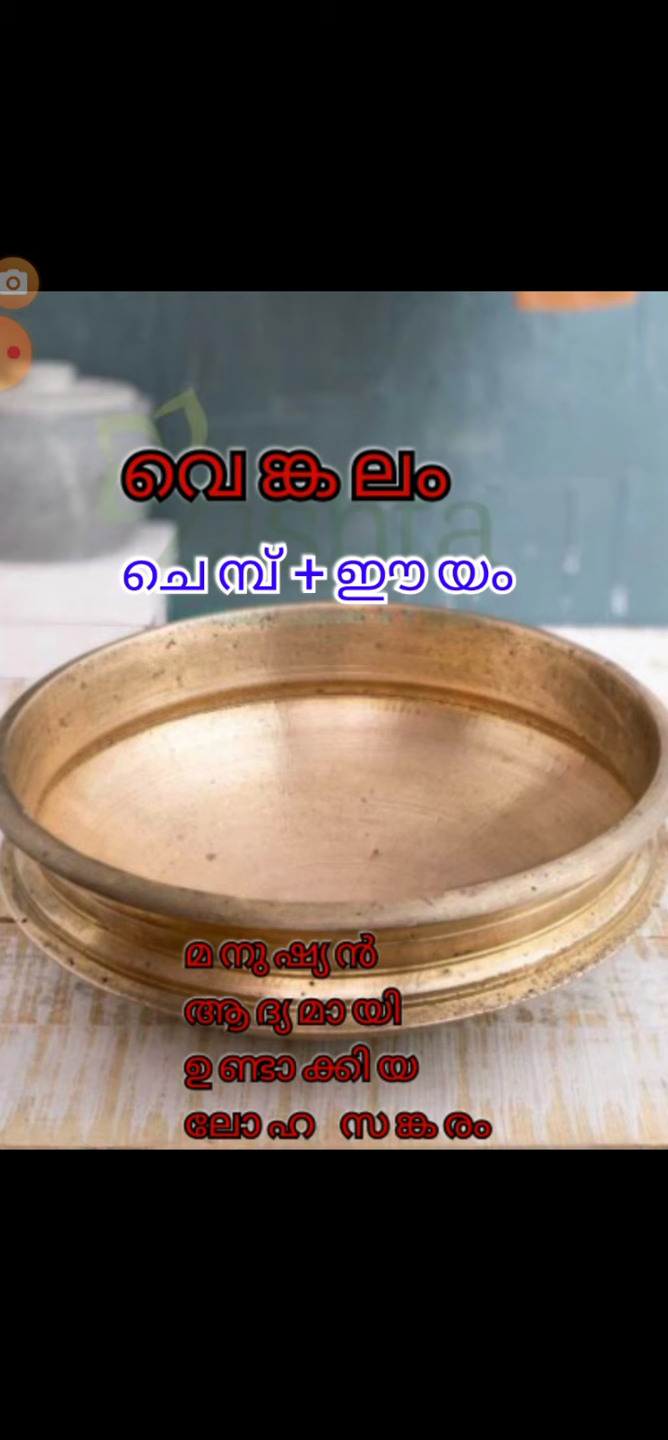 വെങ്കലം
ചെമ്പ്+ഈയം
മനുഷ്യൻ
ആദ്യമായി
ഉണ്ടാക്കിയ
ലോഹ സങ്കരം